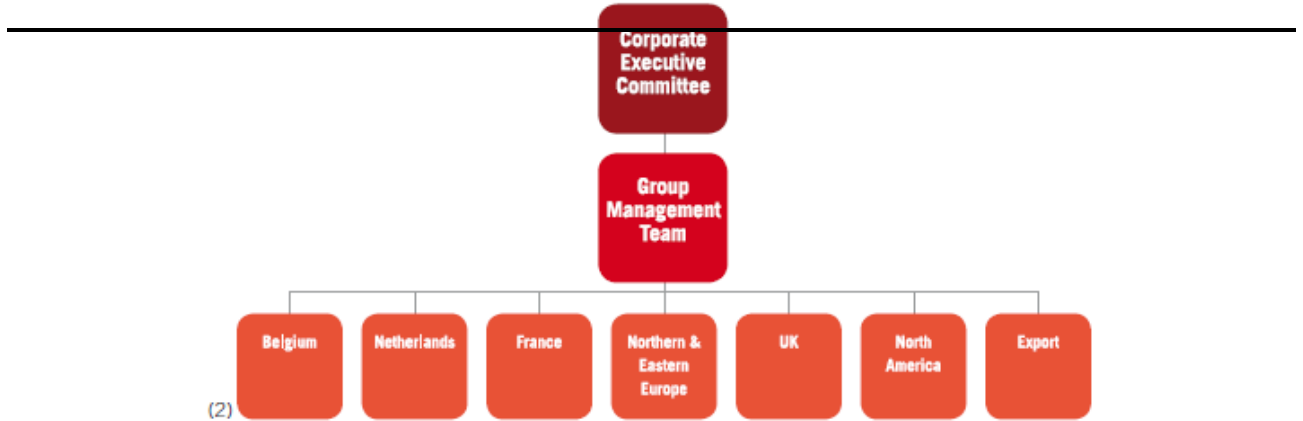 Corporate
Executive
Committee
Group
Management
Team
Belgium
Netherlands
France
Northern &
Eastern
Europe
UK
North
America
Export
(2)